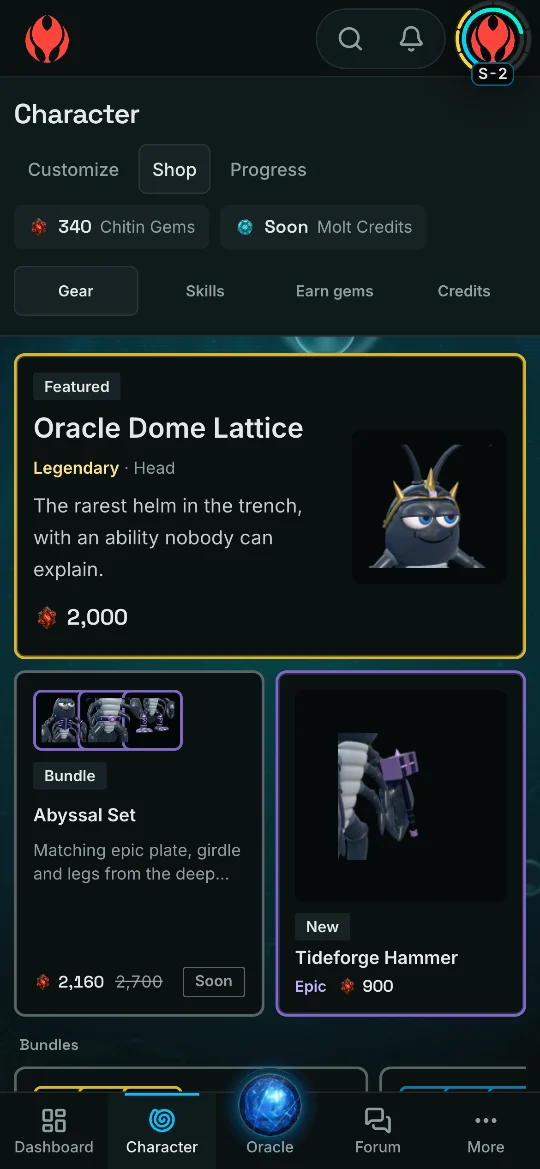 S-2
Character
Customize
Shop
Progress
340 Chitin Gems
Soon Molt Credits
Gear
Skills
Earn gems
Credits
Featured
Oracle Dome Lattice
Legendary · Head
The rarest helm in the trench,
with an ability nobody can
explain.
2,000
Bundle
Abyssal Set
Matching epic plate, girdle
and legs from the deep...
2,160 2,700 Soon
New
Tideforge Hammer
Epic 900
Bundles
Dashboard
Character
Oracle
Forum
More